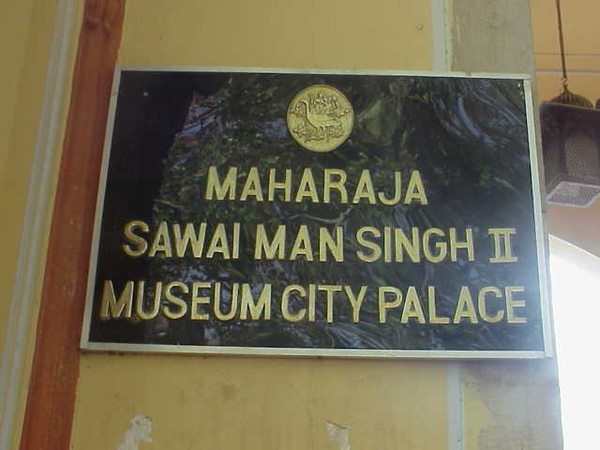 MAHARAJA
SAWAI MAN SINGH II
MUSEUM CITY PALACE